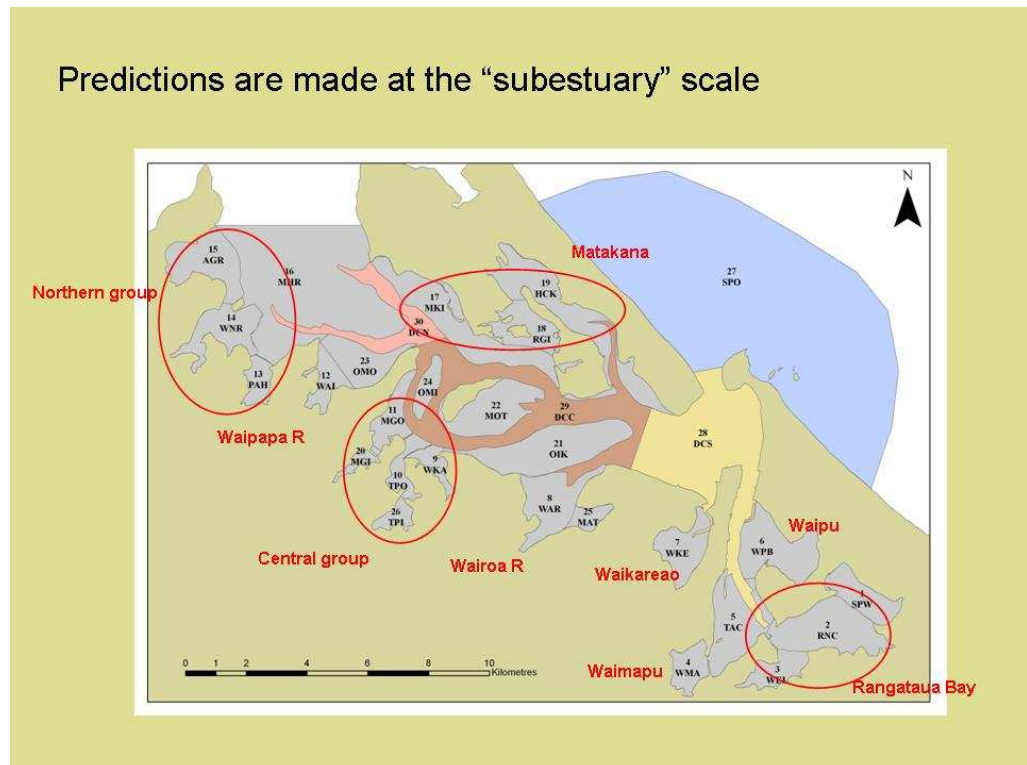 Predictions are made at the “subestuary” scale
N
Matakana
15
AGR
16
MHR
27
SPO
Northern group
17
MKI
19
HCK
14
WNR
30
DCN
18
RGI
13
PAH
12
WAI
23
OMO
24
OMI
22
MOT
29
DCC
11
MGO
28
DCS
Waipapa R
21
OIK
20
MGI
9
WKA
10
TPO
26
TPI
8
WAR
25
MAT
Central group
Wairoa R
7
WKE
Waikareao
6
WPB
Waipu
1
SPW
5
TAC
2
RNC
4
WMA
Waimapu
3
WEL
Rangataua Bay
0 2 4 6 8 10
Kilometres